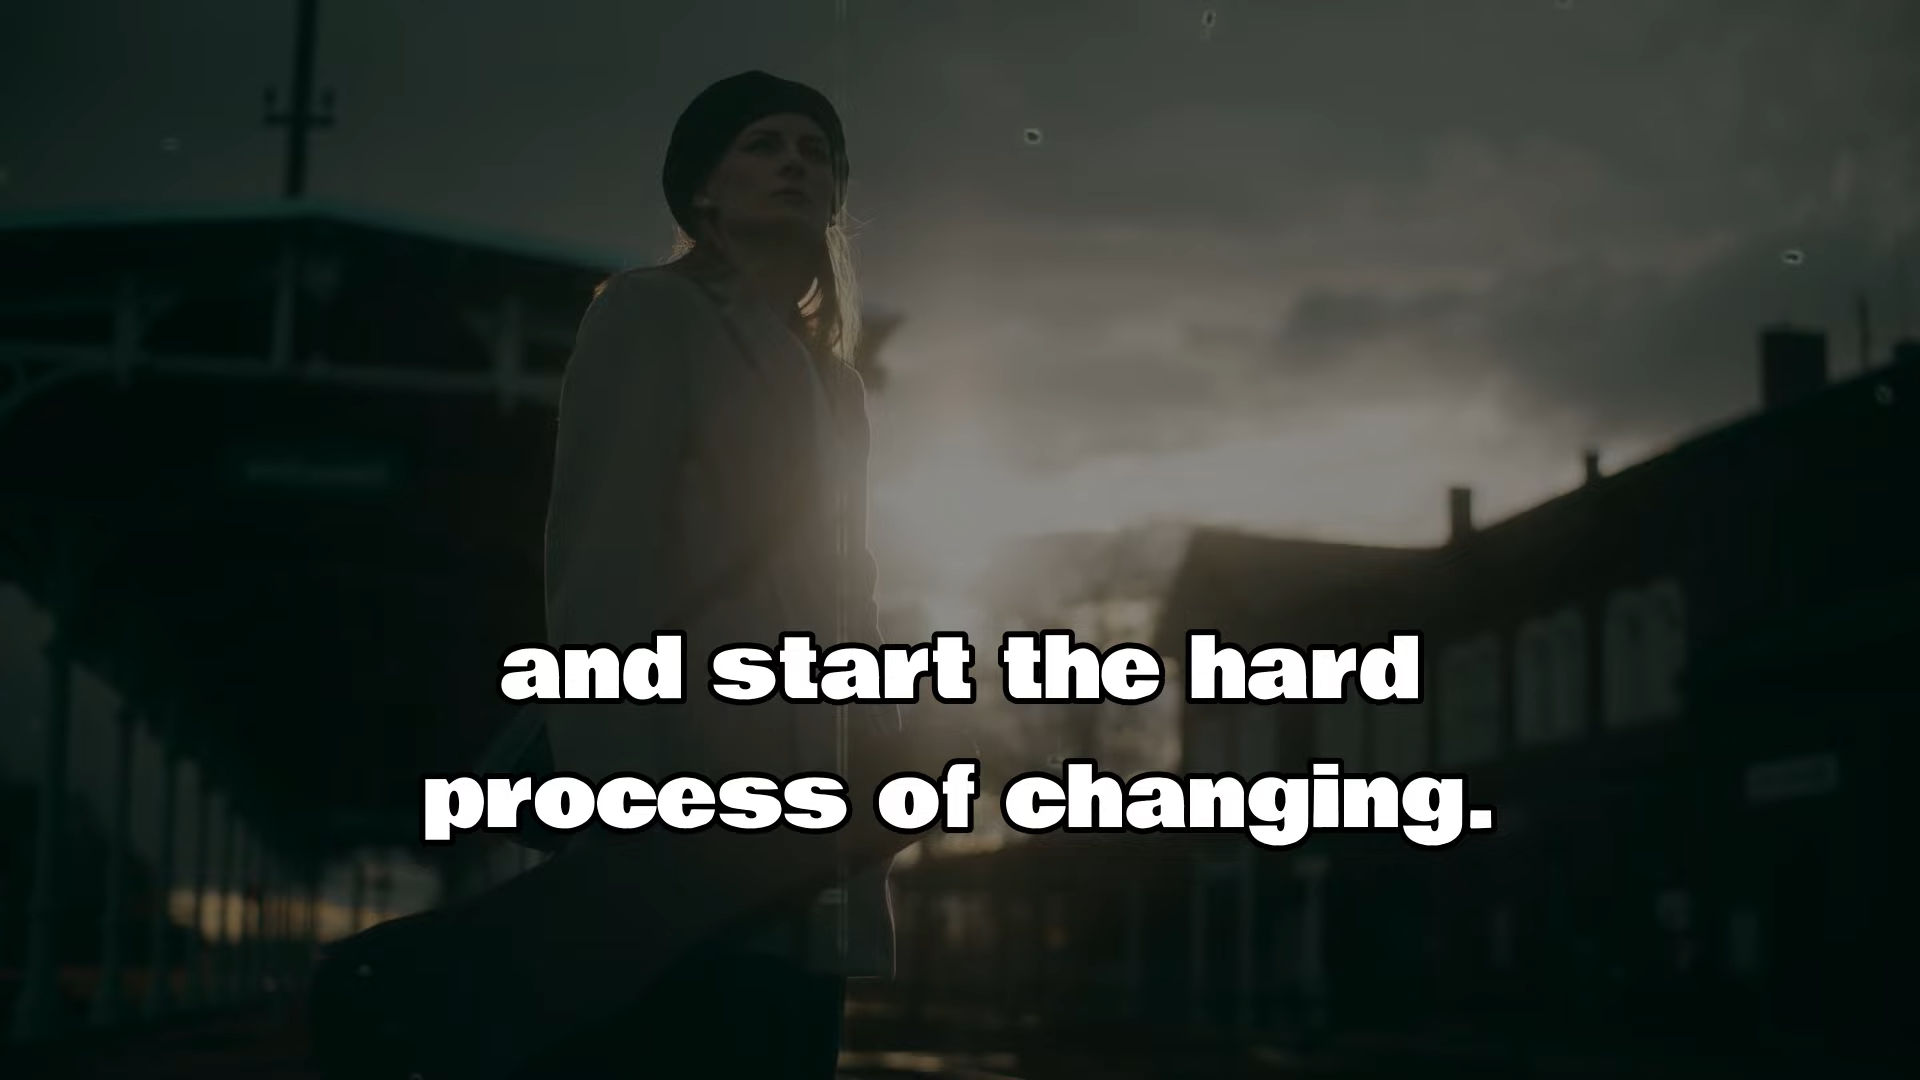 and start the hard
process of changing.